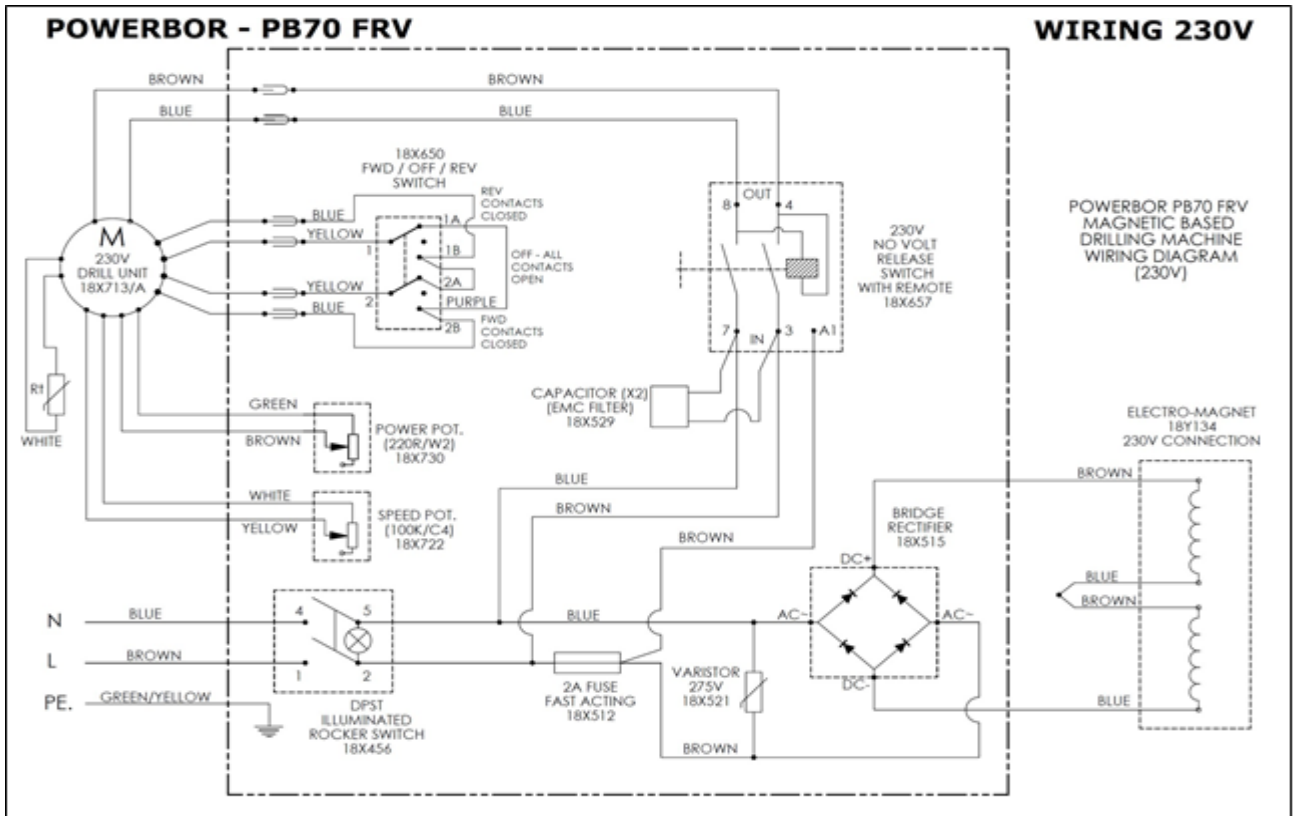 POWERBOR - PB70 FRV
WIRING 230V
BROWN
BROWN
BLUE
BLUE
18X650
FWD / OFF / REV
SWITCH
REV
CONTACTS
CLOSED
BLUE
1A
YELLOW
1
1B
OFF - ALL
CONTACTS
OPEN
2A
YELLOW
2
PURPLE
BLUE
2B
FWD
CONTACTS
CLOSED
M
230V
DRILL UNIT
18X713/A
OUT
8
4
7
IN
3
A1
230V
NO VOLT
RELEASE
SWITCH
WITH REMOTE
18X657
POWERBOR PB70 FRV
MAGNETIC BASED
DRILLING MACHINE
WIRING DIAGRAM
(230V)
Rt
WHITE
CAPACITOR (X2)
(EMC FILTER)
18X529
GREEN
BROWN
POWER POT.
(220R/W2)
18X730
WHITE
YELLOW
SPEED POT.
(100K/C4)
18X722
BLUE
BROWN
BROWN
BRIDGE
RECTIFIER
18X515
DC+
AC~
AC~
DC-
ELECTRO-MAGNET
18Y134
230V CONNECTION
BROWN
BLUE
BROWN
BLUE
N
BLUE
4
5
BLUE
L
BROWN
1
2
PE.
GREEN/YELLOW
DPST
ILLUMINATED
ROCKER SWITCH
18X456
2A FUSE
FAST ACTING
18X512
VARISTOR
275V
18X521
BROWN